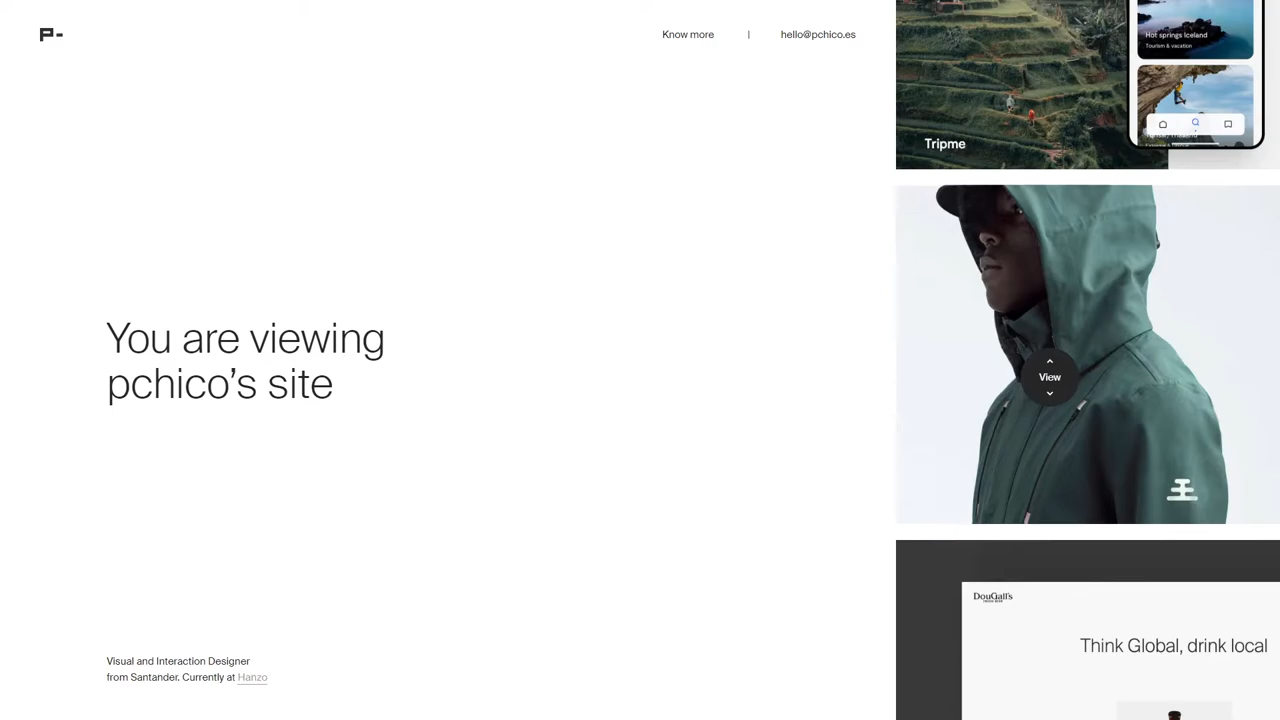 P-
Know more | hello@pchico.es
Hot springs Iceland
Tourism & vacation
Tripme
You are viewing
pchico’s site
View
DouGall's
Think Global, drink local
Visual and Interaction Designer
from Santander. Currently at Hanzo